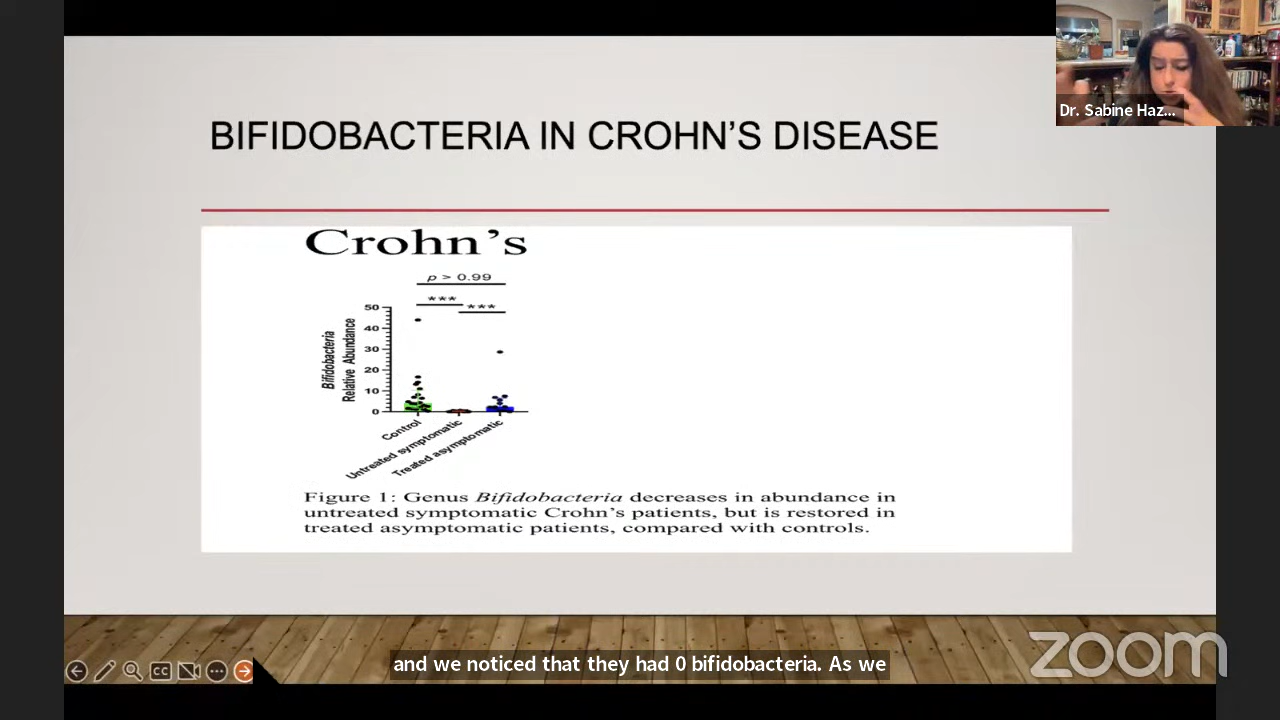 BIFIDOBACTERIA IN CROHN'S DISEASE
Dr. Sabine Haz...
Crohn's
p > 0.99
***
***
Bifidobacteria
Relative Abundance
50
40
30
20
10
0
Control
Untreated symptomatic
Treated asymptomatic
Figure 1: Genus Bifidobacteria decreases in abundance in
untreated symptomatic Crohn's patients, but is restored in
treated asymptomatic patients, compared with controls.
and we noticed that they had 0 bifidobacteria. As we
CC
zoom